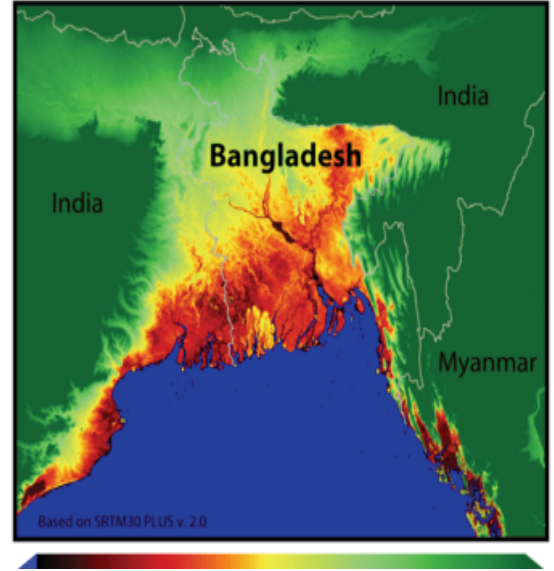 India
Bangladesh
India
Myanmar
Based on SRTM30 PLUS v. 2.0